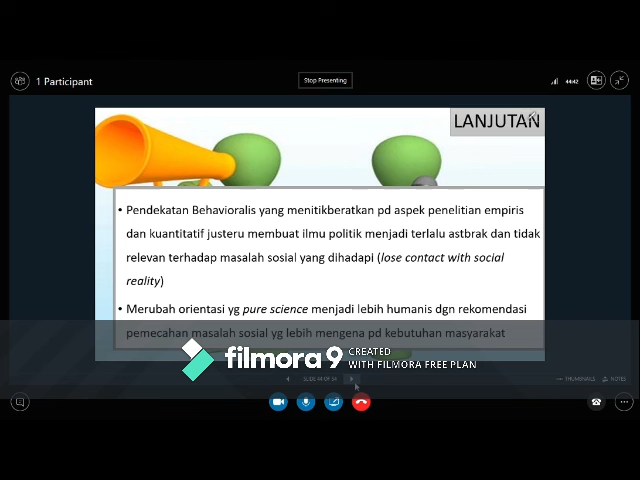 1 Participant
Stop Presenting
44:42
LANJUTAN
• Pendekatan Behavioralis yang menitikberatkan pd aspek penelitian empiris
dan kuantitatif justeru membuat ilmu politik menjadi terlalu astbrak dan tidak
relevan terhadap masalah sosial yang dihadapi (lose contact with social
reality)
• Merubah orientasi yg pure science menjadi lebih humanis dgn rekomendasi
pemecahan masalah sosial yg lebih mengena pd kebutuhan masyarakat
filmora 9 CREATED
WITH FILMORA FREE PLAN
THUMBNAILS
NOTES